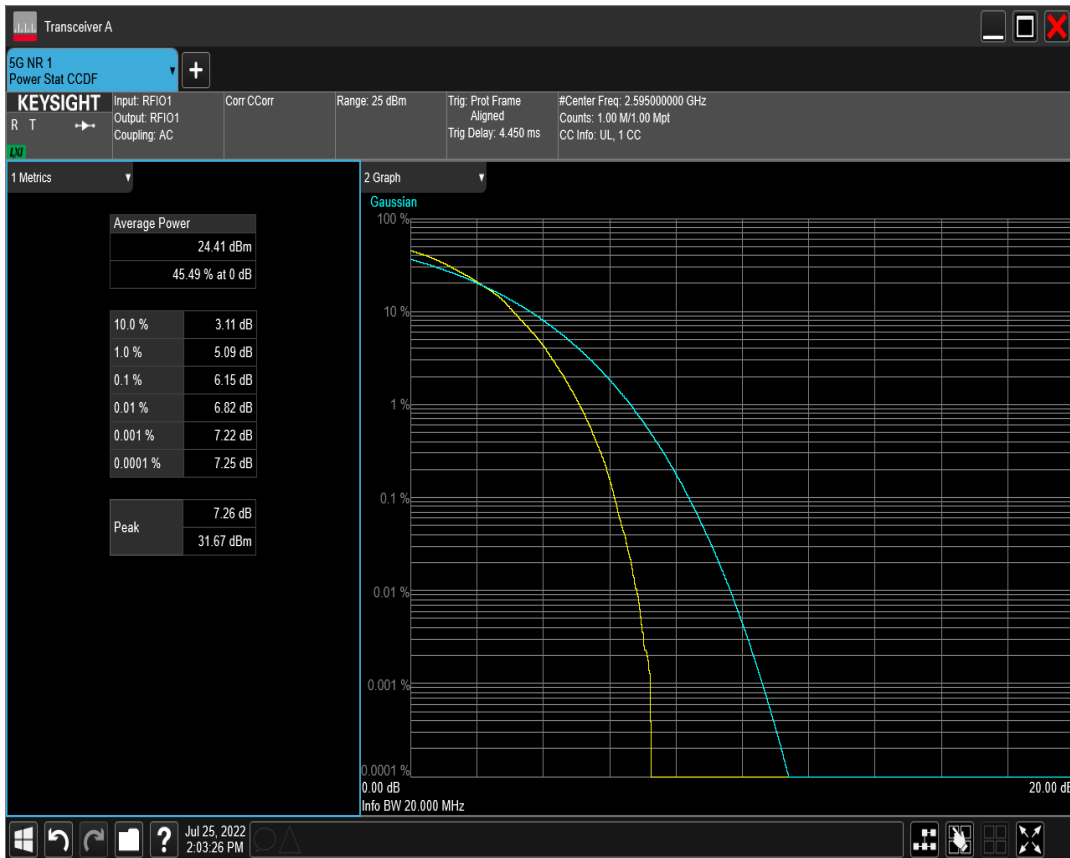 Transceiver A
5G NR 1
Power Stat CCDF
KEYSIGHT
R T
LXI
Input: RFIO1
Output: RFIO1
Coupling: AC
Corr CCorr
Range: 25 dBm
Trig: Prot Frame
Aligned
Trig Delay: 4.450 ms
#Center Freq: 2.595000000 GHz
Counts: 1.00 M/1.00 Mpt
CC Info: UL, 1 CC
1 Metrics
Average Power
24.41 dBm
45.49 % at 0 dB
10.0 % 3.11 dB
1.0 % 5.09 dB
0.1 % 6.15 dB
0.01 % 6.82 dB
0.001 % 7.22 dB
0.0001 % 7.25 dB
Peak
7.26 dB
31.67 dBm
2 Graph
Gaussian
100 %
10 %
1 %
0.1 %
0.01 %
0.001 %
0.0001 %
0.00 dB 20.00 dB
Info BW 20.000 MHz
Jul 25, 2022
2:03:26 PM